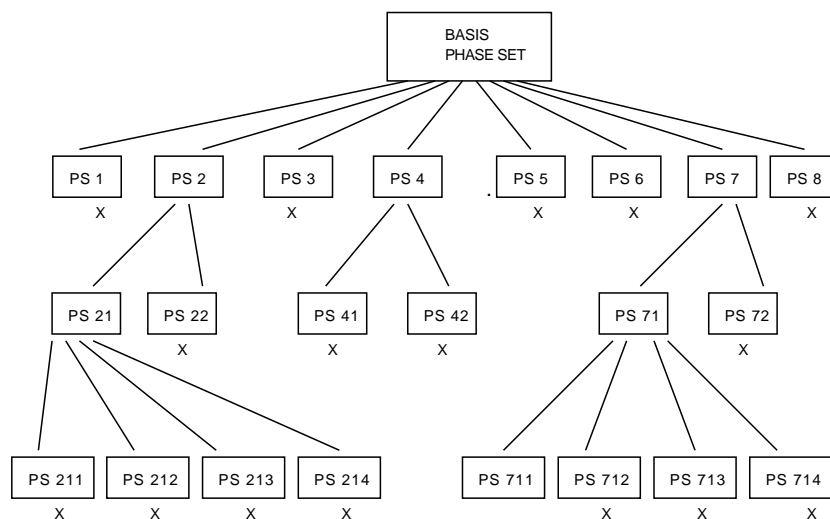 BASIS
PHASE SET
PS 1 PS 2 PS 3 PS 4 . PS 5 PS 6 PS 7 PS 8
X X X X X
PS 21 PS 22 PS 41 PS 42 PS 71 PS 72
X X X X
PS 211 PS 212 PS 213 PS 214 PS 711 PS 712 PS 713 PS 714
X X X X X X X